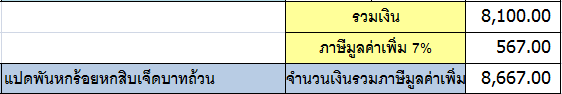 รวมเงิน 8,100.00
ภาษีมูลค่าเพิ่ม 7% 567.00
แปดพันหกร้อยหกสิบเจ็ดบาทถ้วน จำนวนเงินรวมภาษีมูลค่าเพิ่ม 8,667.00